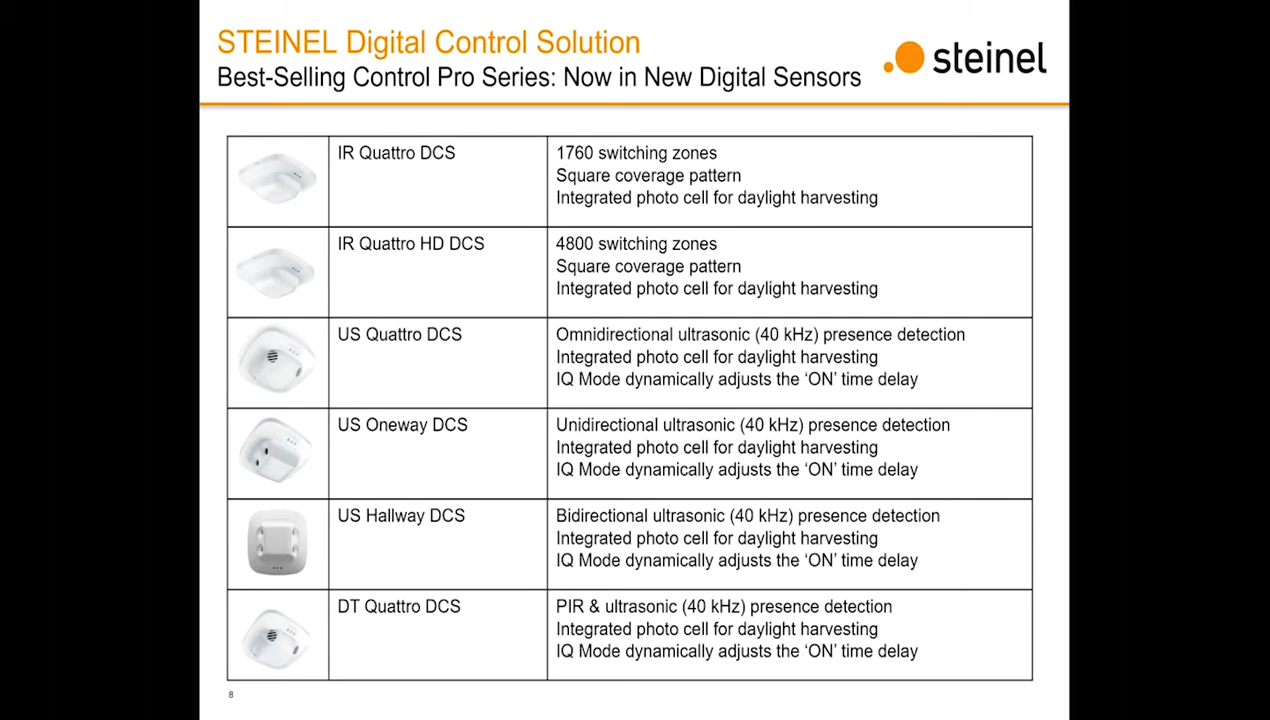 STEINEL Digital Control Solution
Best-Selling Control Pro Series: Now in New Digital Sensors
steinel
IR Quattro DCS
1760 switching zones
Square coverage pattern
Integrated photo cell for daylight harvesting
IR Quattro HD DCS
4800 switching zones
Square coverage pattern
Integrated photo cell for daylight harvesting
US Quattro DCS
Omnidirectional ultrasonic (40 kHz) presence detection
Integrated photo cell for daylight harvesting
IQ Mode dynamically adjusts the ‘ON’ time delay
US Oneway DCS
Unidirectional ultrasonic (40 kHz) presence detection
Integrated photo cell for daylight harvesting
IQ Mode dynamically adjusts the ‘ON’ time delay
US Hallway DCS
Bidirectional ultrasonic (40 kHz) presence detection
Integrated photo cell for daylight harvesting
IQ Mode dynamically adjusts the ‘ON’ time delay
DT Quattro DCS
PIR & ultrasonic (40 kHz) presence detection
Integrated photo cell for daylight harvesting
IQ Mode dynamically adjusts the ‘ON’ time delay
8